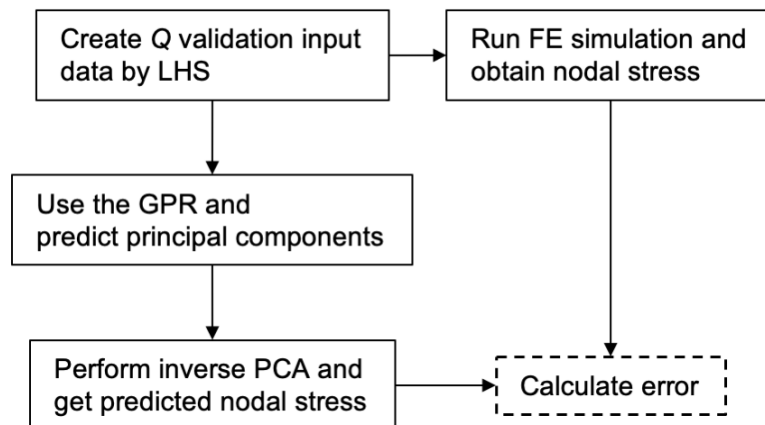 Create Q validation input
data by LHS
Run FE simulation and
obtain nodal stress
Use the GPR and
predict principal components
Perform inverse PCA and
get predicted nodal stress
Calculate error